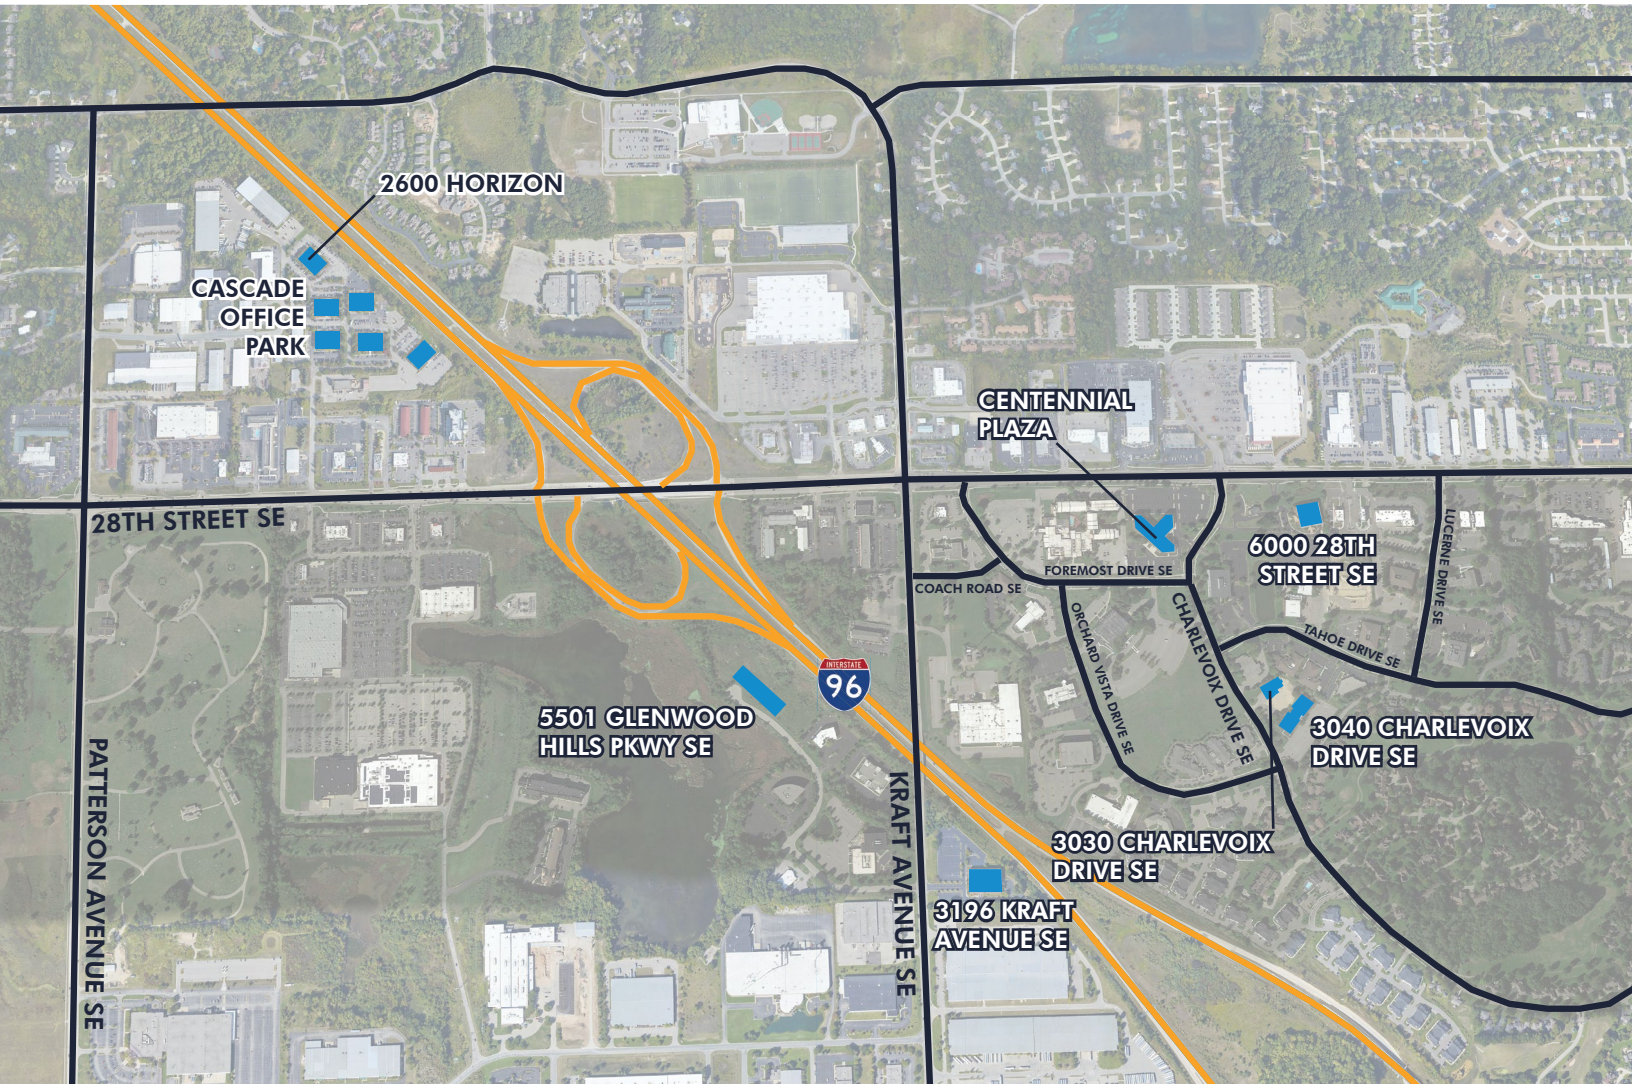 2600 HORIZON
CASCADE
OFFICE
PARK
CENTENNIAL
PLAZA
28TH STREET SE
LUCERNE DRIVE SE
6000 28TH
STREET SE
FOREMOST DRIVE SE
COACH ROAD SE
ORCHARD VISTA DRIVE SE
CHARLEVOIX DRIVE SE
TAHOE DRIVE SE
INTERSTATE
96
5501 GLENWOOD
HILLS PKWY SE
3040 CHARLEVOIX
DRIVE SE
PATTERSON AVENUE SE
KRAFT AVENUE SE
3030 CHARLEVOIX
DRIVE SE
3196 KRAFT
AVENUE SE